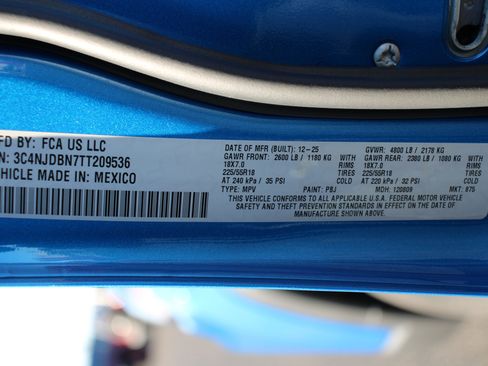 FD BY: FCA US LLC
N: 3C4NJDBN7TT209536
EHICLE MADE IN: MEXICO
DATE OF MFR (BUILT): 12-25 GVWR: 4800 LB / 2178 KG
GAWR FRONT: 2600 LB / 1180 KG WITH GAWR REAR: 2380 LB / 1080 KG WITH
18X7.0 RIMS 18X7.0 RIMS
225/55R18 TIRES 225/55R18 TIRES
AT 240 kPa / 35 PSI COLD AT 220 kPa / 32 PSI COLD
TYPE: MPV PAINT: PBJ MDH: 120809 MKT: 875
THIS VEHICLE CONFORMS TO ALL APPLICABLE U.S.A. FEDERAL MOTOR VEHICLE
SAFETY AND THEFT PREVENTION STANDARDS IN EFFECT ON THE DATE OF
MANUFACTURE SHOWN ABOVE.